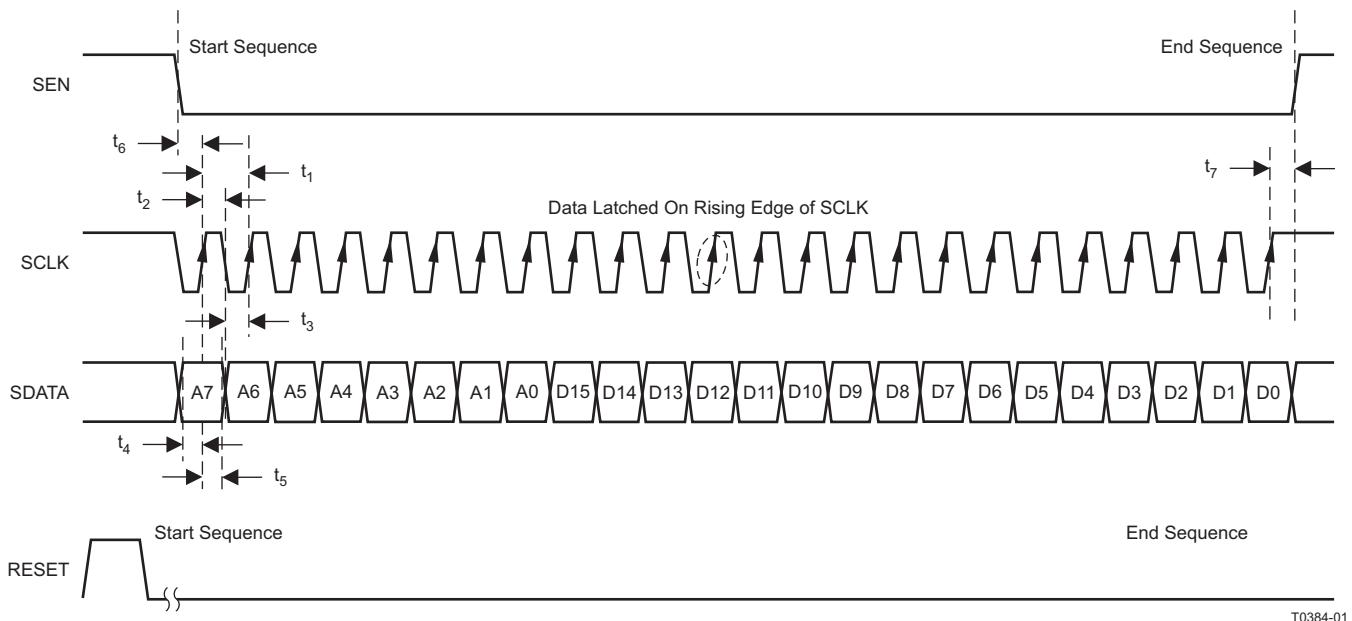 Start Sequence
End Sequence
SEN
t6
t1
t7
t2
Data Latched On Rising Edge of SCLK
SCLK
t3
SDATA
A7 A6 A5 A4 A3 A2 A1 A0 D15 D14 D13 D12 D11 D10 D9 D8 D7 D6 D5 D4 D3 D2 D1 D0
t4
t5
Start Sequence
End Sequence
RESET
T0384-01